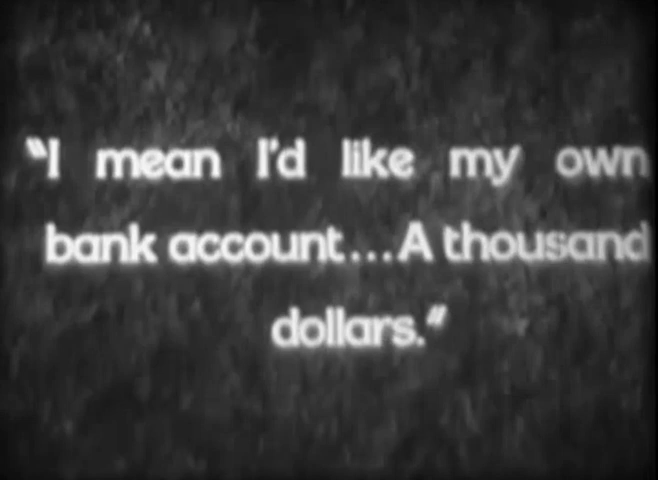 "I mean I'd like my own
bank account....A thousand
dollars."